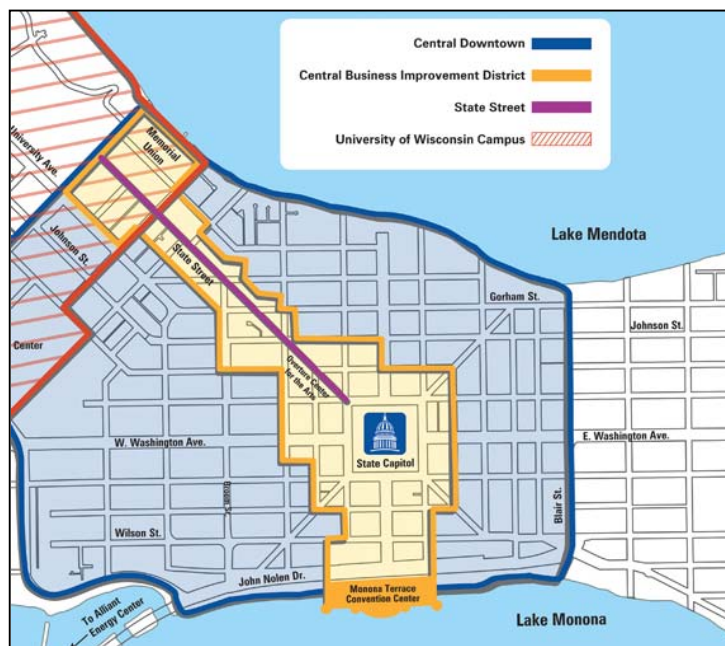 Central Downtown
Central Business Improvement District
State Street
University of Wisconsin Campus
University Ave.
Memorial
Union
Johnson St.
State Street
Lake Mendota
Gorham St.
Johnson St.
Center
Overture Center
for the Arts
W. Washington Ave.
State Capitol
E. Washington Ave.
Wilson St.
Blair St.
John Nolen Dr.
Monona Terrace
Convention Center
To Alliant
Energy Center
Lake Monona